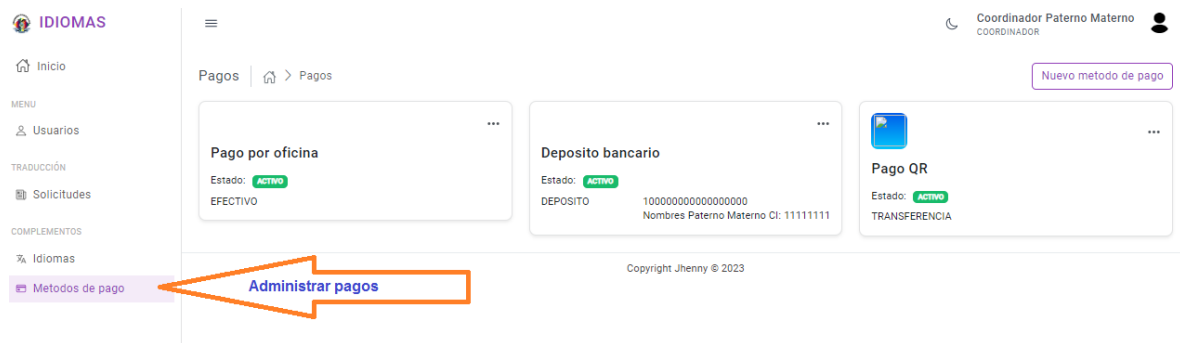 IDIOMAS
Coordinador Paterno Materno
COORDINADOR
Inicio
MENU
Usuarios
TRADUCCIÓN
Solicitudes
COMPLEMENTOS
Idiomas
Metodos de pago
Pagos
Pagos
Nuevo metodo de pago
Pago por oficina
Estado: ACTIVO
EFECTIVO
Deposito bancario
Estado: ACTIVO
DEPOSITO 100000000000000000
Nombres Paterno Materno CI: 11111111
Pago QR
Estado: ACTIVO
TRANSFERENCIA
Administrar pagos
Copyright Jhenny © 2023